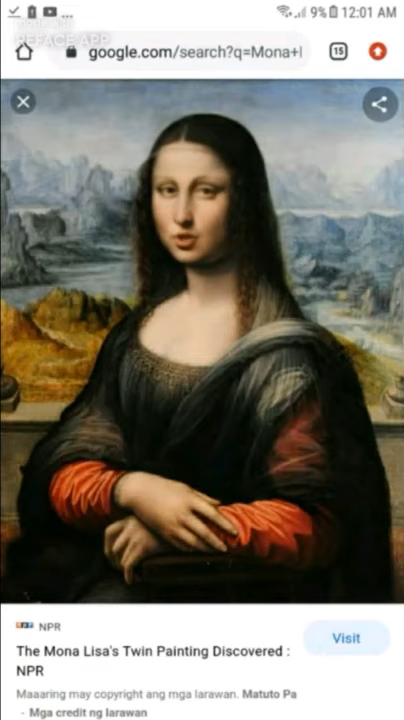 9% 12:01 AM
REFACE APP
google.com/search?q=Mona+l
15
NPR
The Mona Lisa's Twin Painting Discovered :
NPR
Visit
Maaaring may copyright ang mga larawan. Matuto Pa
- Mga credit ng larawan